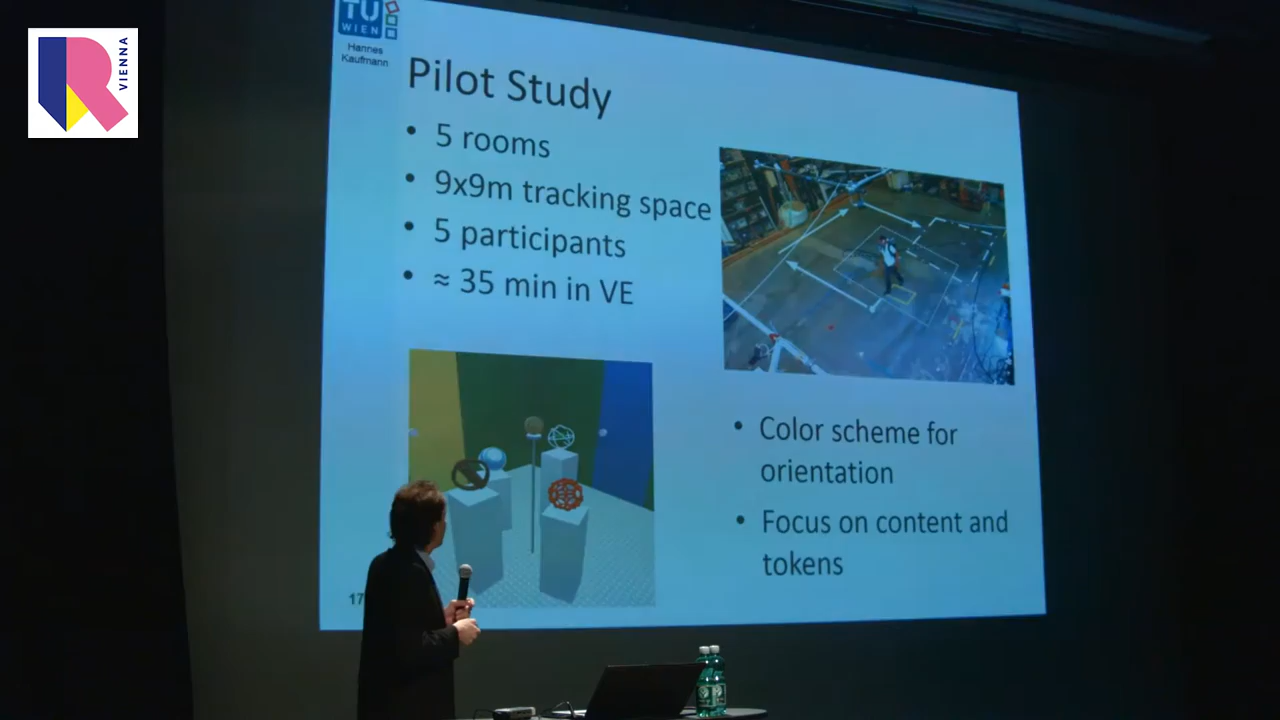 VIENNA
TU
WIEN
Hannes
Kaufmann
Pilot Study
• 5 rooms
• 9x9m tracking space
• 5 participants
• ≈ 35 min in VE
• Color scheme for
orientation
• Focus on content and
tokens
17